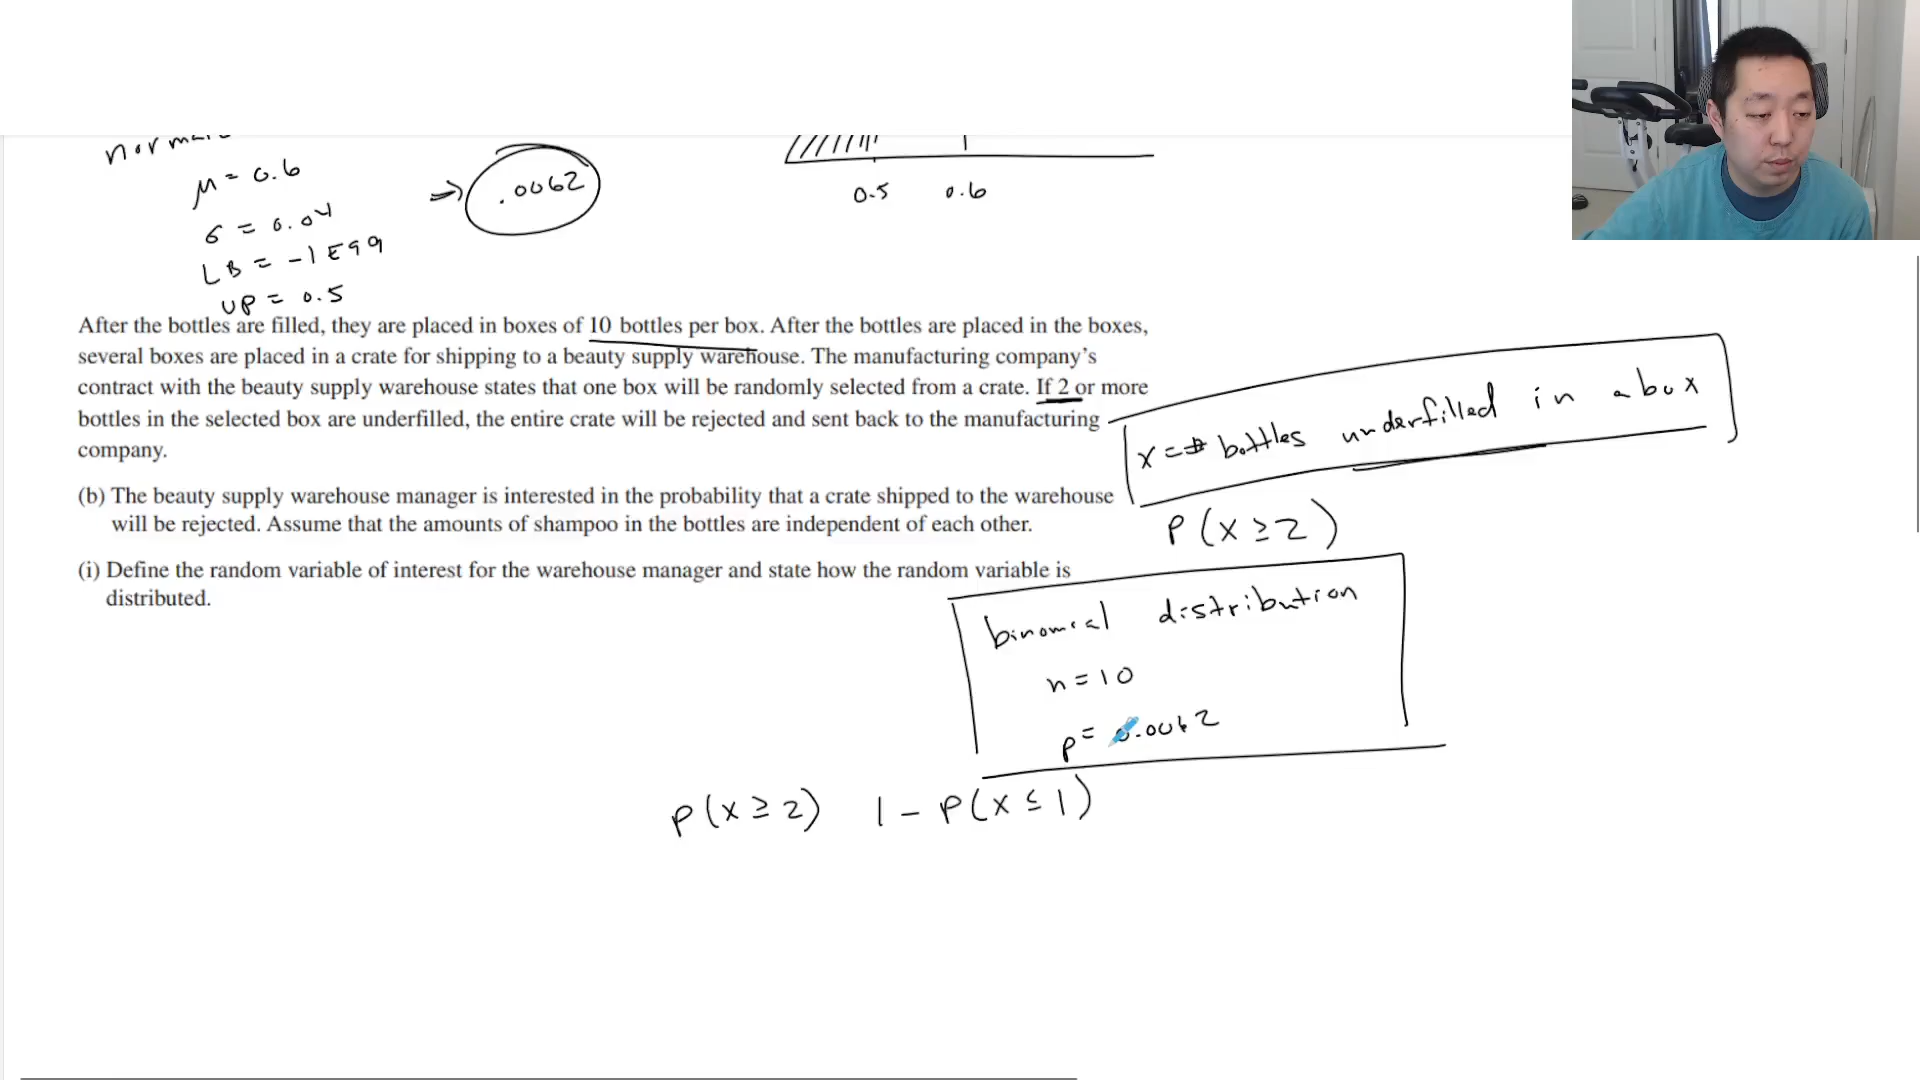 μ = 0.6
σ = 0.04
LB = -1E99
UP = 0.5
.0062
0.5 0.6
After the bottles are filled, they are placed in boxes of 10 bottles per box. After the bottles are placed in the boxes,
several boxes are placed in a crate for shipping to a beauty supply warehouse. The manufacturing company's
contract with the beauty supply warehouse states that one box will be randomly selected from a crate. If 2 or more
bottles in the selected box are underfilled, the entire crate will be rejected and sent back to the manufacturing
company.
X = # bottles underfilled in a box
(b) The beauty supply warehouse manager is interested in the probability that a crate shipped to the warehouse
will be rejected. Assume that the amounts of shampoo in the bottles are independent of each other.
P(X ≥ 2)
(i) Define the random variable of interest for the warehouse manager and state how the random variable is
distributed.
binomial distribution
n = 10
p = 0.0062
P(X ≥ 2) 1 - P(X ≤ 1)